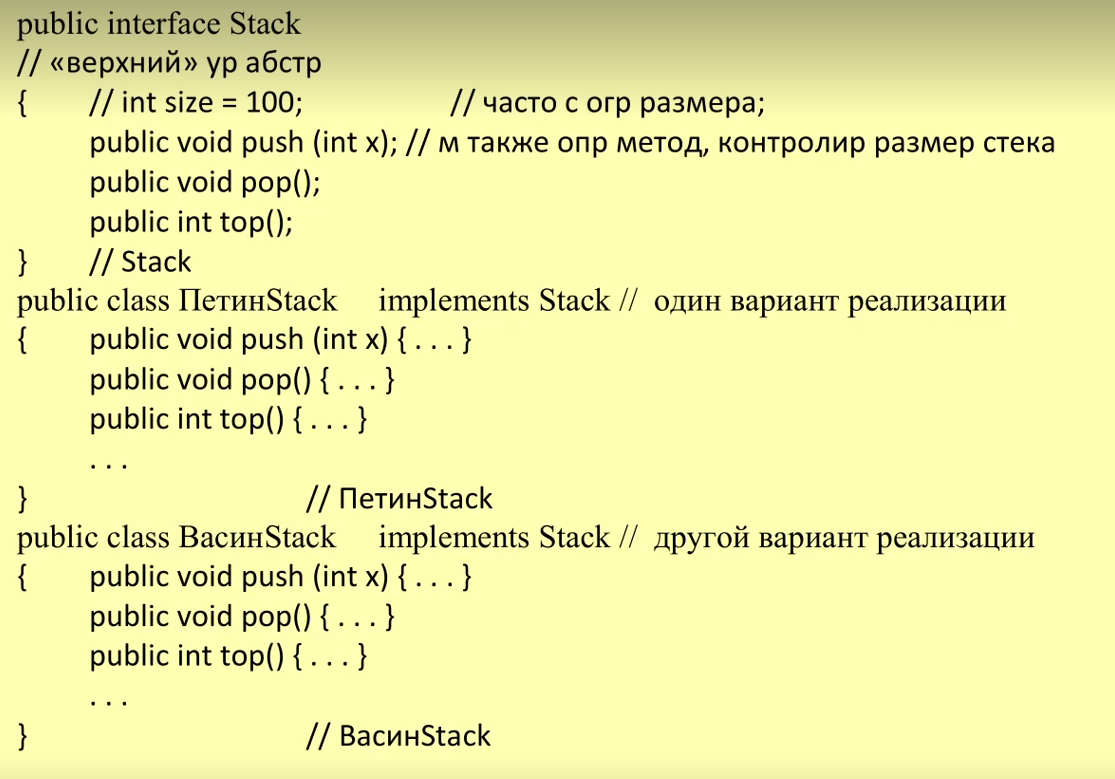 public interface Stack
// «верхний» ур абстр
{ // int size = 100; // часто с огр размера;
public void push (int x); // м также опр метод, контролир размер стека
public void pop();
public int top();
} // Stack
public class ПетинStack implements Stack // один вариант реализации
{ public void push (int x) { . . . }
public void pop() { . . . }
public int top() { . . . }
. . .
} // ПетинStack
public class ВасинStack implements Stack // другой вариант реализации
{ public void push (int x) { . . . }
public void pop() { . . . }
public int top() { . . . }
. . .
} // ВасинStack